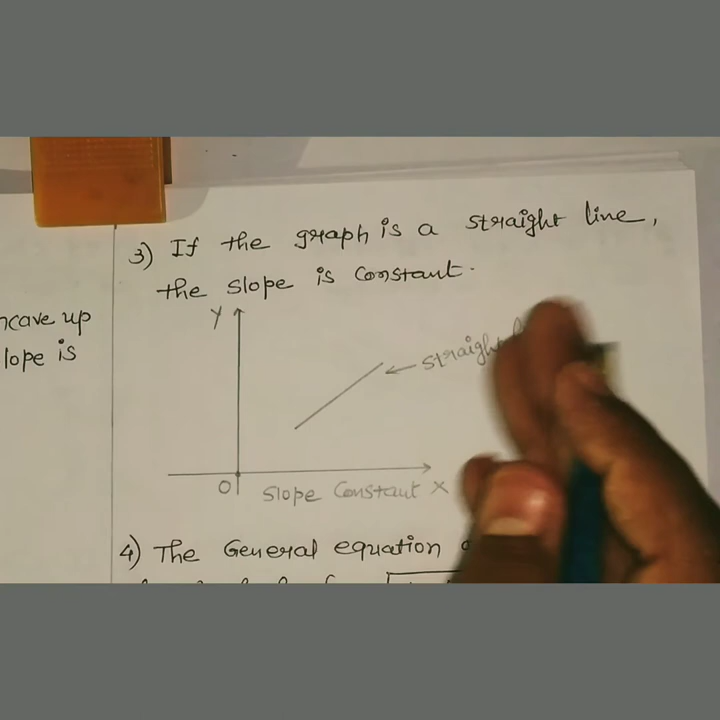 3) If the graph is a straight line,
the slope is constant.
ncave up
lope is
Y
← straight
O
X
Slope Constant
4) The General equation